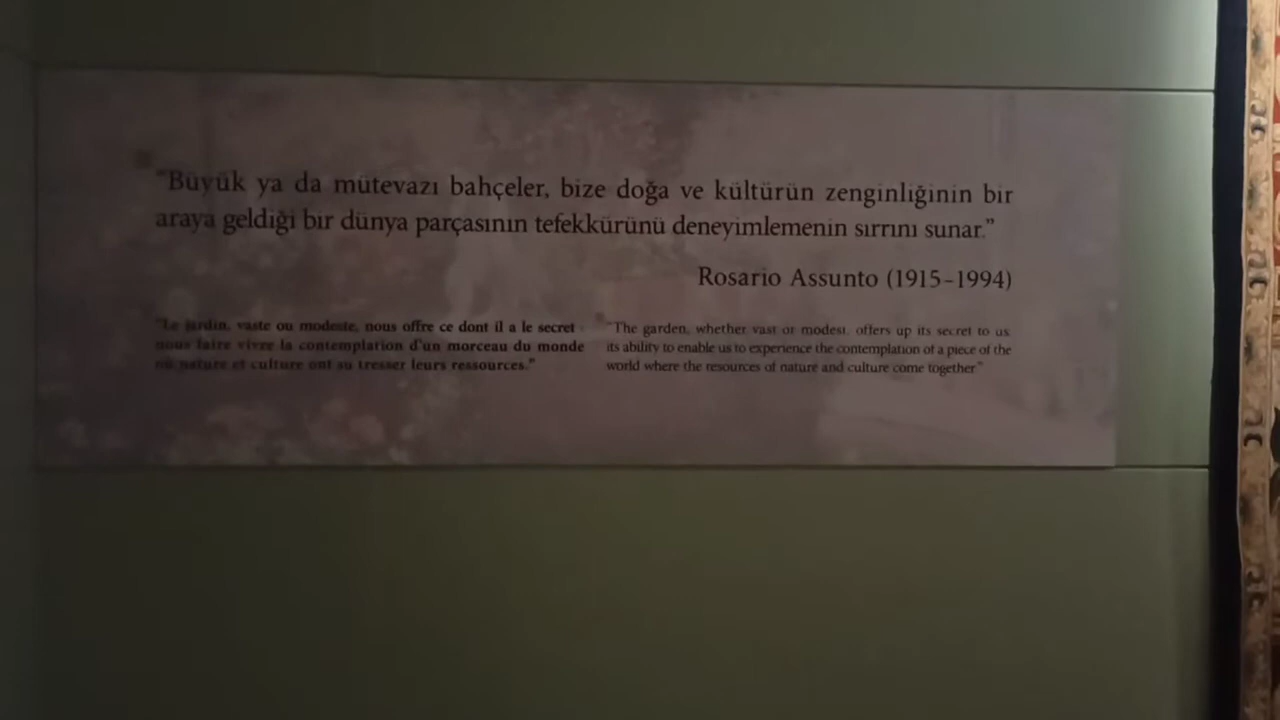 "Büyük ya da mütevazı bahçeler, bize doğa ve kültürün zenginliğinin bir
araya geldiği bir dünya parçasının tefekkürünü deneyimlemenin sırrını sunar."
Rosario Assunto (1915-1994)
"Le jardin, vaste ou modeste, nous offre ce dont il a le secret
nous faire vivre la contemplation d'un morceau du monde
où nature et culture ont su tresser leurs ressources."
"The garden, whether vast or modest, offers up its secret to us
its ability to enable us to experience the contemplation of a piece of the
world where the resources of nature and culture come together"